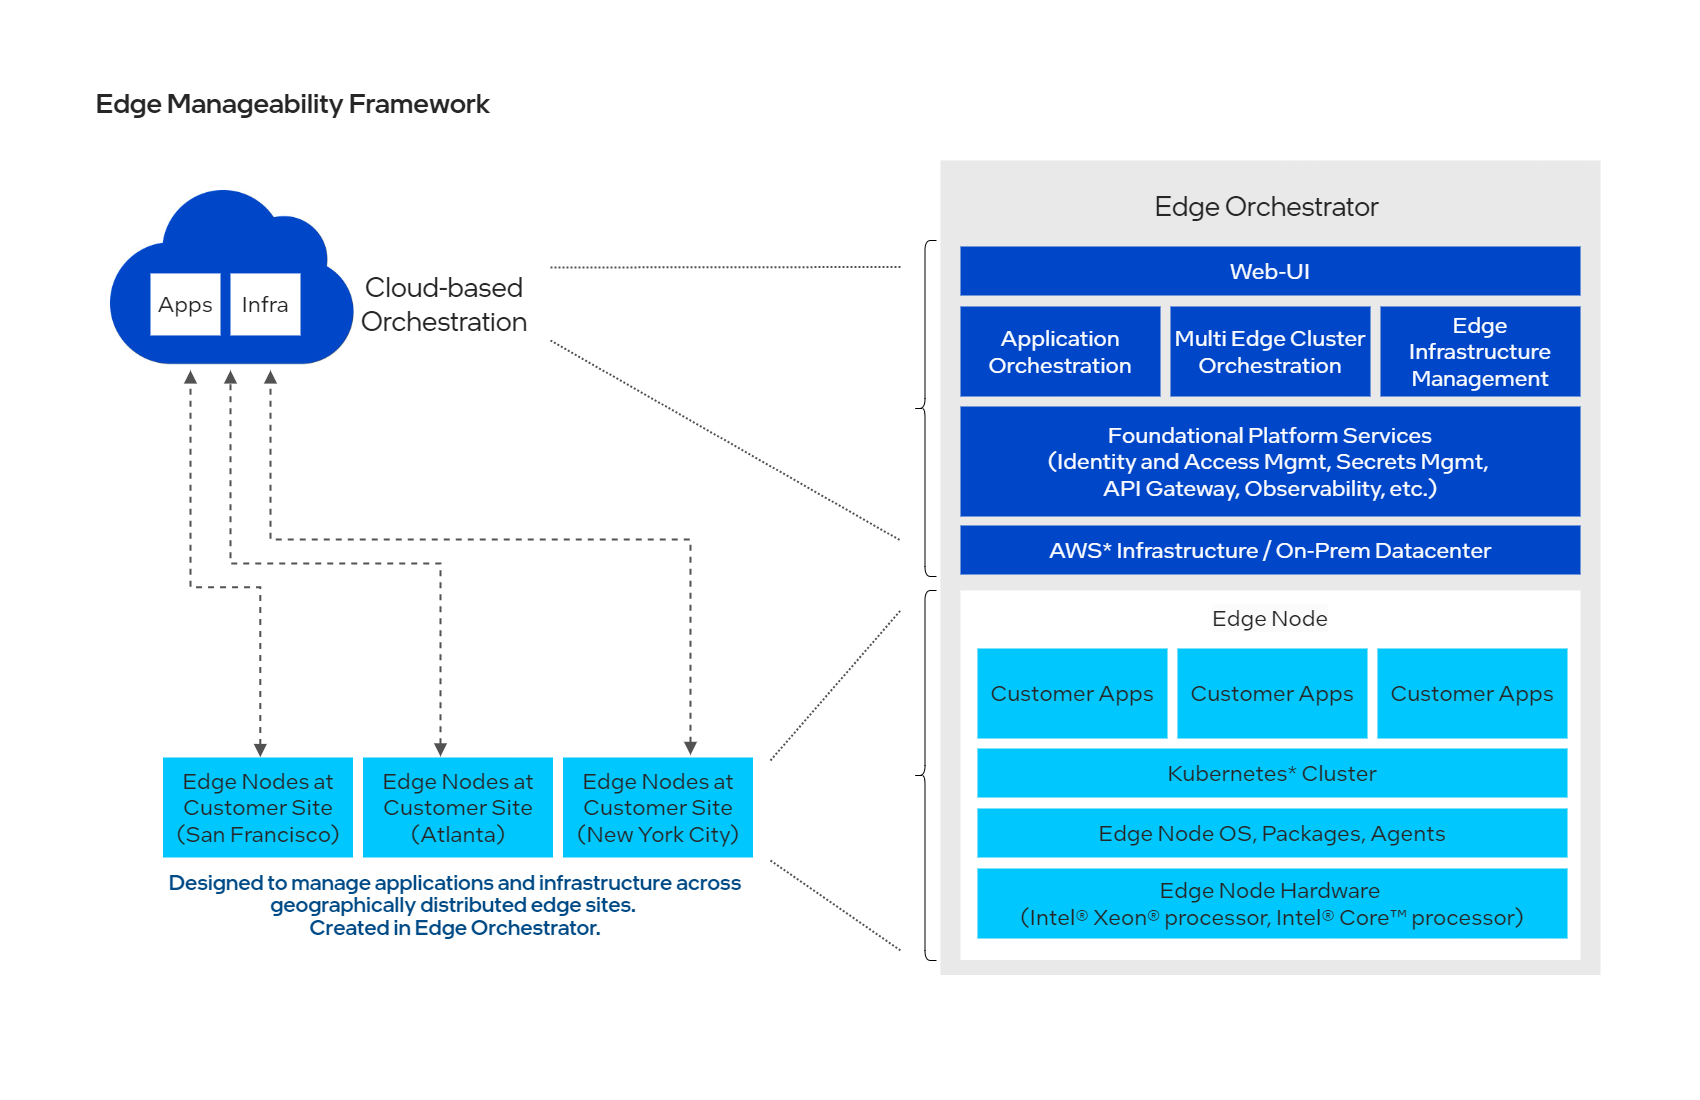 Edge Manageability Framework
Apps
Infra
Cloud-based
Orchestration
Edge Nodes at
Customer Site
(San Francisco)
Edge Nodes at
Customer Site
(Atlanta)
Edge Nodes at
Customer Site
(New York City)
Designed to manage applications and infrastructure across
geographically distributed edge sites.
Created in Edge Orchestrator.
Edge Orchestrator
Web-UI
Application
Orchestration
Multi Edge Cluster
Orchestration
Edge
Infrastructure
Management
Foundational Platform Services
(Identity and Access Mgmt, Secrets Mgmt,
API Gateway, Observability, etc.)
AWS* Infrastructure / On-Prem Datacenter
Edge Node
Customer Apps
Customer Apps
Customer Apps
Kubernetes* Cluster
Edge Node OS, Packages, Agents
Edge Node Hardware
(Intel® Xeon® processor, Intel® Core™ processor)